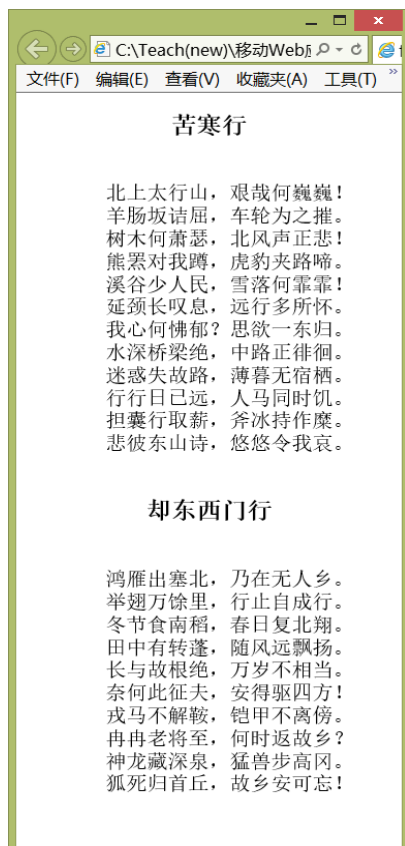 C:\Teach(new)\移动Web
文件(F) 编辑(E) 查看(V) 收藏夹(A) 工具(T) »
苦寒行
北上太行山，艰哉何巍巍！
羊肠坂诘屈，车轮为之摧。
树木何萧瑟，北风声正悲！
熊罴对我蹲，虎豹夹路啼。
溪谷少人民，雪落何霏霏！
延颈长叹息，远行多所怀。
我心何怫郁？思欲一东归。
水深桥梁绝，中路正徘徊。
迷惑失故路，薄暮无宿栖。
行行日已远，人马同时饥。
担囊行取薪，斧冰持作糜。
悲彼东山诗，悠悠令我哀。
却东西门行
鸿雁出塞北，乃在无人乡。
举翅万馀里，行止自成行。
冬节食南稻，春日复北翔。
田中有转蓬，随风远飘扬。
长与故根绝，万岁不相当。
奈何此征夫，安得驱四方！
戎马不解鞍，铠甲不离傍。
冉冉老将至，何时返故乡？
神龙藏深泉，猛兽步高冈。
狐死归首丘，故乡安可忘！